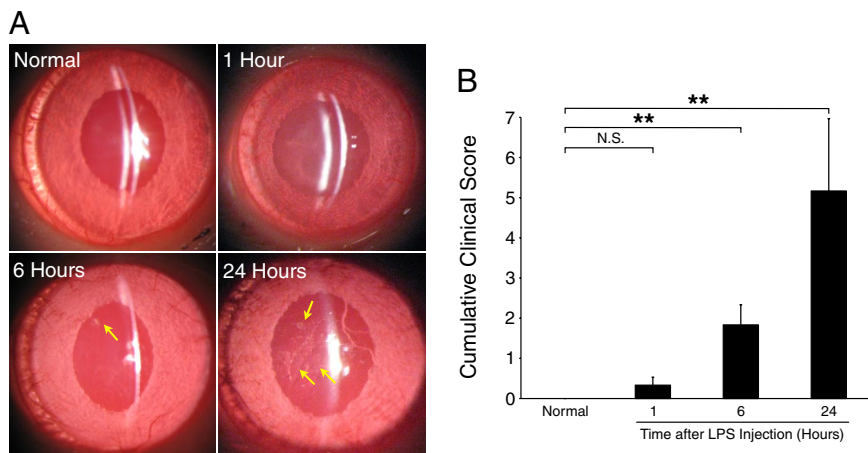 A
Normal
1 Hour
6 Hours
24 Hours
B
Cumulative Clinical Score
7
6
5
4
3
2
1
0
**
**
N.S.
Normal 1 6 24
Time after LPS Injection (Hours)